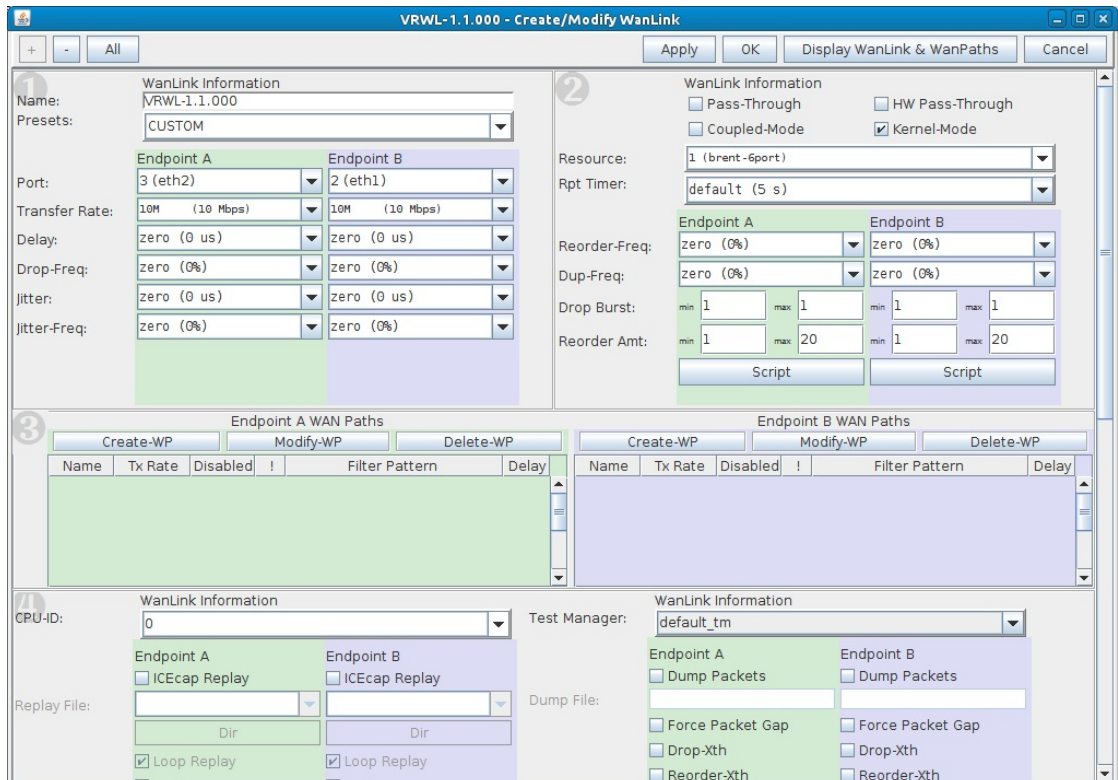 VRWL-1.1.000 - Create/Modify WanLink
+ - All Apply OK Display WanLink & WanPaths Cancel
1
WanLink Information
Name: VRWL-1.1.000
Presets: CUSTOM
Endpoint A Endpoint B
Port: 3 (eth2) 2 (eth1)
Transfer Rate: 10M (10 Mbps) 10M (10 Mbps)
Delay: zero (0 us) zero (0 us)
Drop-Freq: zero (0%) zero (0%)
Jitter: zero (0 us) zero (0 us)
Jitter-Freq: zero (0%) zero (0%)
2
WanLink Information
Pass-Through HW Pass-Through
Coupled-Mode Kernel-Mode
Resource: 1 (brent-6port)
Rpt Timer: default (5 s)
Endpoint A Endpoint B
Reorder-Freq: zero (0%) zero (0%)
Dup-Freq: zero (0%) zero (0%)
Drop Burst: min 1 max 1 min 1 max 1
Reorder Amt: min 1 max 20 min 1 max 20
Script Script
3
Endpoint A WAN Paths
Create-WP Modify-WP Delete-WP
Name Tx Rate Disabled ! Filter Pattern Delay
Endpoint B WAN Paths
Create-WP Modify-WP Delete-WP
Name Tx Rate Disabled ! Filter Pattern Delay
4
WanLink Information
CPU-ID: 0
Endpoint A Endpoint B
ICEcap Replay ICEcap Replay
Replay File:
Dir Dir
Loop Replay Loop Replay
WanLink Information
Test Manager: default_tm
Endpoint A Endpoint B
Dump Packets Dump Packets
Dump File:
Force Packet Gap Force Packet Gap
Drop-Xth Drop-Xth
Reorder-Xth Reorder-Xth